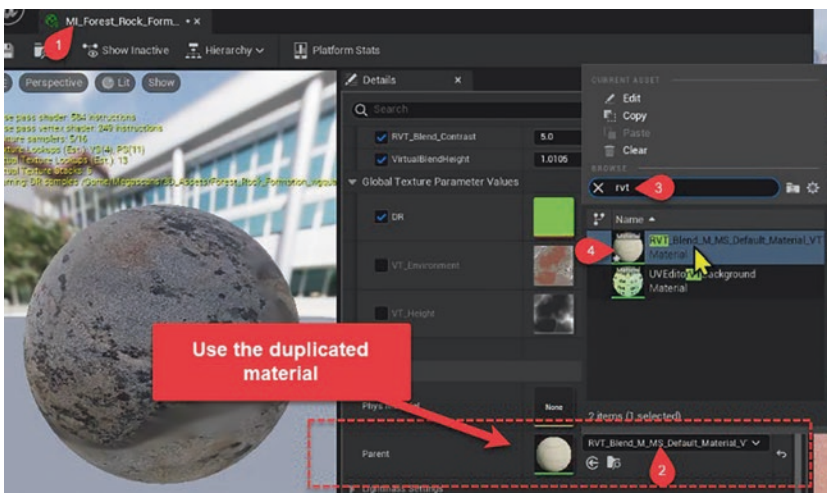 MI_Forest_Rock_Form...
1
Show Inactive
Hierarchy
Platform Stats
Perspective
Lit
Show
Details
Search
RVT_Blend_Contrast
5.0
VirtualBlendHeight
1.0105
Global Texture Parameter Values
DR
VT_Environment
VT_Height
CURRENT ASSET
Edit
Copy
Paste
Clear
BROWSE
rvt
3
Name
4
RVT_Blend_M_MS_Default_Material_VT
Material
Material
2 items (1 selected)
Use the duplicated
material
None
Parent
RVT_Blend_M_MS_Default_Material_V
2
Lightmass Settings